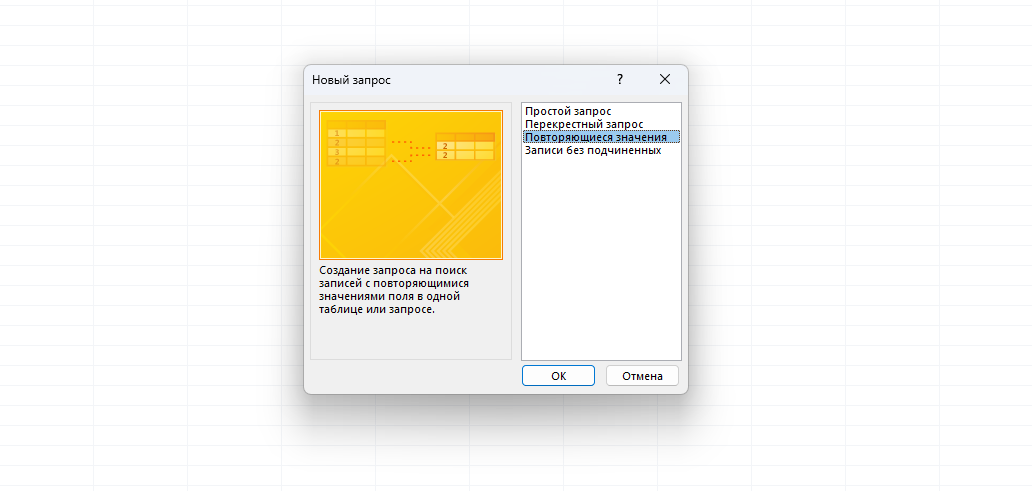 Новый запрос
?
1
2
3
2
2
2
Создание запроса на поиск
записей с повторяющимися
значениями поля в одной
таблице или запросе.
Простой запрос
Перекрестный запрос
Повторяющиеся значения
Записи без подчиненных
ОК
Отмена